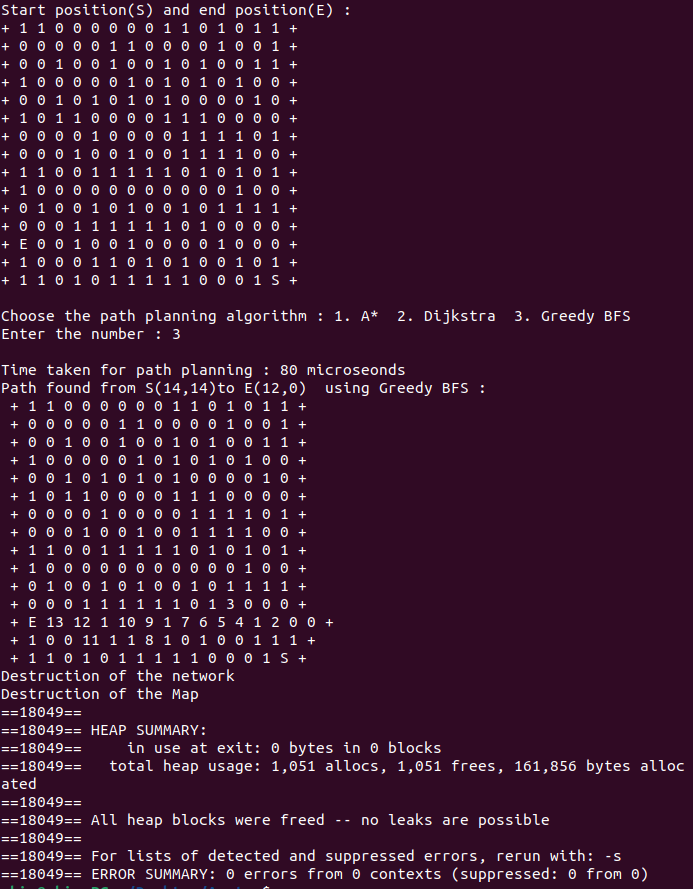 Start position(S) and end position(E) :
+ 1 1 0 0 0 0 0 0 1 1 0 1 0 1 1 +
+ 0 0 0 0 0 1 1 0 0 0 0 1 0 0 1 +
+ 0 0 1 0 0 1 0 0 1 0 1 0 0 1 1 +
+ 1 0 0 0 0 0 1 0 1 0 1 0 1 0 0 +
+ 0 0 1 0 1 0 1 0 1 0 0 0 0 1 0 +
+ 1 0 1 1 0 0 0 0 1 1 1 0 0 0 0 +
+ 0 0 0 0 1 0 0 0 0 1 1 1 1 0 1 +
+ 0 0 0 1 0 0 1 0 0 1 1 1 1 0 0 +
+ 1 1 0 0 1 1 1 1 1 0 1 0 1 0 1 +
+ 1 0 0 0 0 0 0 0 0 0 0 0 1 0 0 +
+ 0 1 0 0 1 0 1 0 0 1 0 1 1 1 1 +
+ 0 0 0 1 1 1 1 1 1 0 1 0 0 0 0 +
+ E 0 0 1 0 0 1 0 0 0 0 1 0 0 0 +
+ 1 0 0 0 1 1 0 1 0 1 0 0 1 0 1 +
+ 1 1 0 1 0 1 1 1 1 1 0 0 0 1 S +
Choose the path planning algorithm : 1. A*  2. Dijkstra  3. Greedy BFS
Enter the number : 3
Time taken for path planning : 80 microseonds
Path found from S(14,14)to E(12,0)  using Greedy BFS :
+ 1 1 0 0 0 0 0 0 1 1 0 1 0 1 1 +
+ 0 0 0 0 0 1 1 0 0 0 0 1 0 0 1 +
+ 0 0 1 0 0 1 0 0 1 0 1 0 0 1 1 +
+ 1 0 0 0 0 0 1 0 1 0 1 0 1 0 0 +
+ 0 0 1 0 1 0 1 0 1 0 0 0 0 1 0 +
+ 1 0 1 1 0 0 0 0 1 1 1 0 0 0 0 +
+ 0 0 0 0 1 0 0 0 0 1 1 1 1 0 1 +
+ 0 0 0 1 0 0 1 0 0 1 1 1 1 0 0 +
+ 1 1 0 0 1 1 1 1 1 0 1 0 1 0 1 +
+ 1 0 0 0 0 0 0 0 0 0 0 0 1 0 0 +
+ 0 1 0 0 1 0 1 0 0 1 0 1 1 1 1 +
+ 0 0 0 1 1 1 1 1 1 0 1 3 0 0 0 +
+ E 13 12 1 10 9 1 7 6 5 4 1 2 0 0 +
+ 1 0 0 11 1 1 8 1 0 1 0 0 1 1 1 +
+ 1 1 0 1 0 1 1 1 1 1 0 0 0 1 S +
Destruction of the network
Destruction of the Map
==18049==
==18049== HEAP SUMMARY:
==18049==     in use at exit: 0 bytes in 0 blocks
==18049==   total heap usage: 1,051 allocs, 1,051 frees, 161,856 bytes alloc
ated
==18049==
==18049== All heap blocks were freed -- no leaks are possible
==18049==
==18049== For lists of detected and suppressed errors, rerun with: -s
==18049== ERROR SUMMARY: 0 errors from 0 contexts (suppressed: 0 from 0)